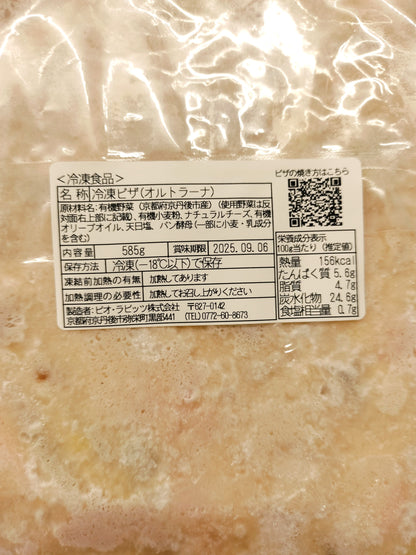 <冷凍食品>
ピザの焼き方はこちら
名 称 冷凍ピザ(オルトラーナ)
原材料名:有機野菜(京都府京丹後市産)(使用野菜は反
対面右上部に記載)、有機小麦粉、ナチュラルチーズ、有機
オリーブオイル、天日塩、パン酵母(一部に小麦・乳成分
を含む)
内容量 585g 賞味期限 2025.09.06
保存方法 冷凍(−18℃以下)で保存
凍結前加熱の有無 加熱してあります
加熱調理の必要性 加熱してお召し上がりください
製造者:ビオ・ラビッツ株式会社 〒627-0142
京都府京丹後市弥栄町黒部441 (TEL)0772-60-8673
栄養成分表示
100g当たり (推定値)
熱量 156kcal
たんぱく質 5.6g
脂質 4.7g
炭水化物 24.6g
食塩相当量 0.7g